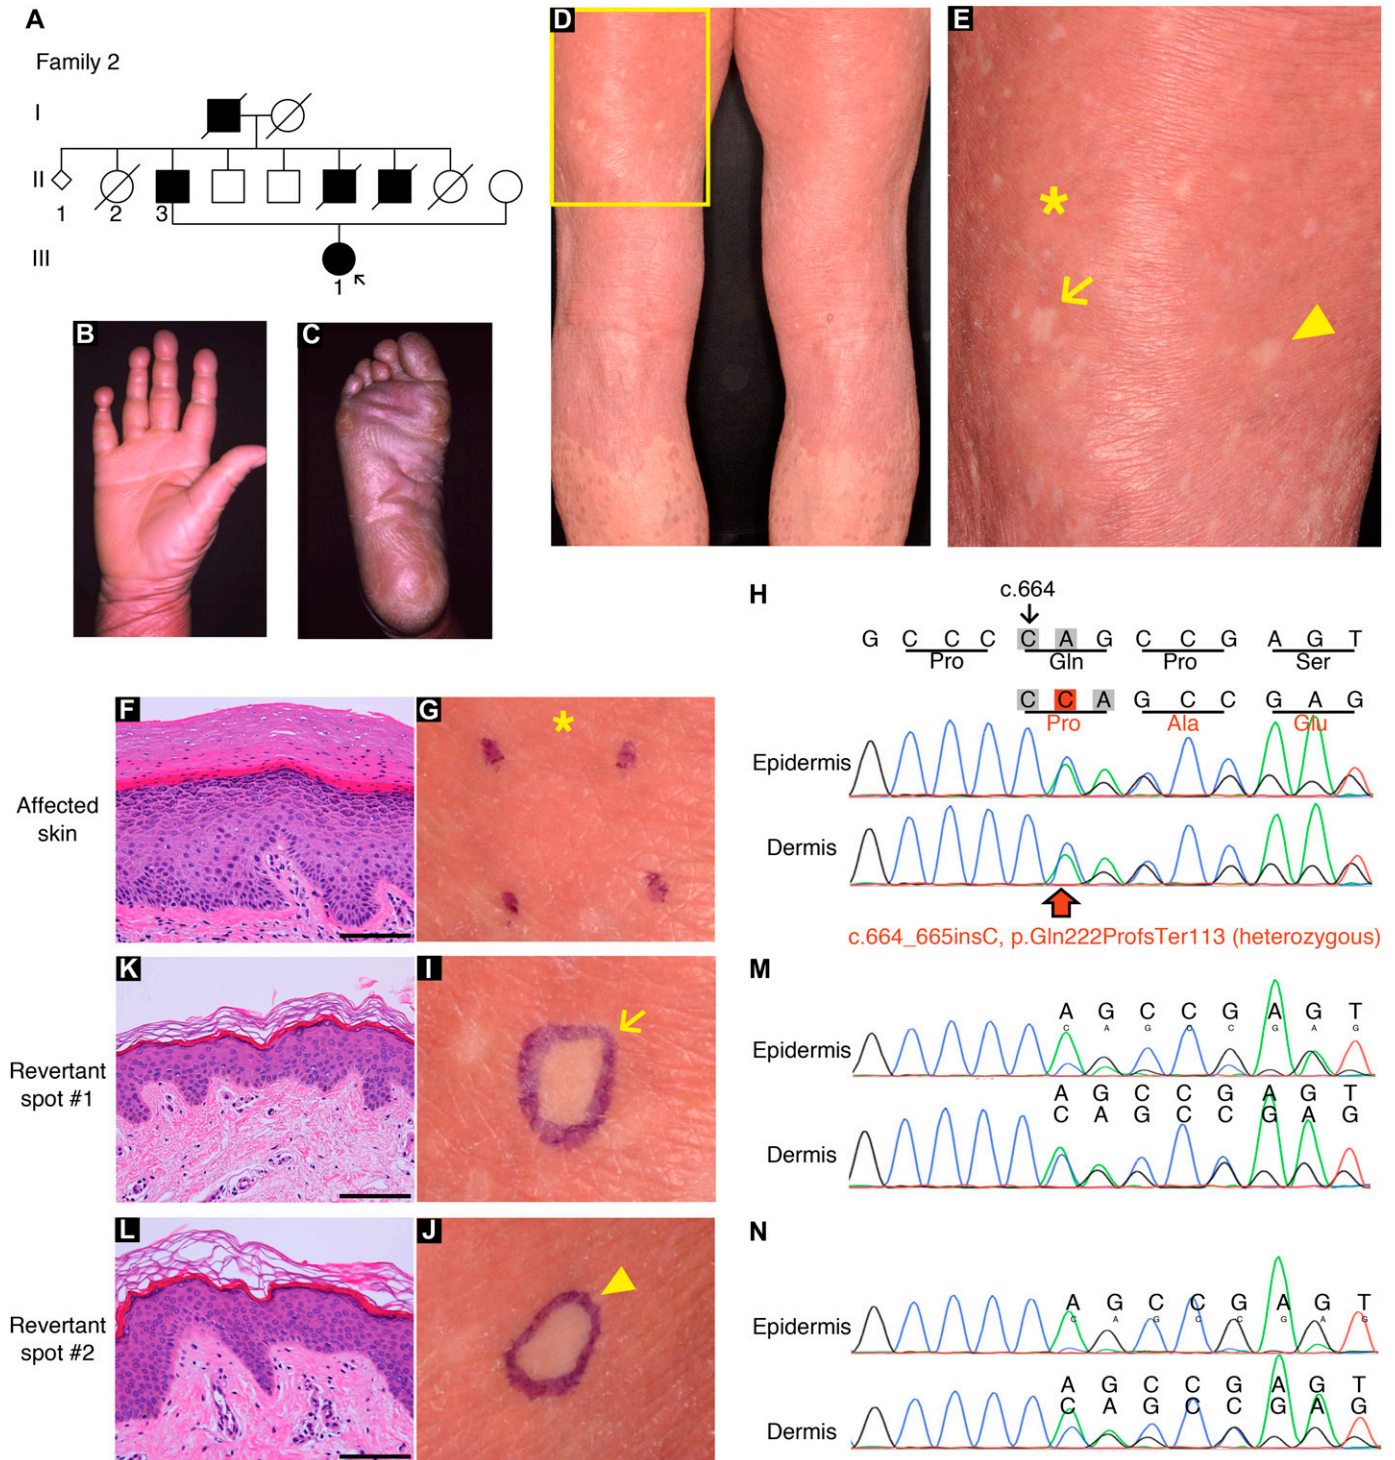 A
Family 2
I
II
1 2 3
III
1
B
C
D
E
*
H
c.664
G C C C C A G C C G A G T
Pro Gln Pro Ser
C C A G C C G A G
Pro Ala Glu
Epidermis
Dermis
c.664_665insC, p.Gln222ProfsTer113 (heterozygous)
Affected
skin
F
G
*
Revertant
spot #1
K
I
Revertant
spot #2
L
J
M
A G C C G A G T
C A G C C G A G
Epidermis
A G C C G A G T
C A G C C G A G
Dermis
N
A G C C G A G T
C A G C C G A G
Epidermis
A G C C G A G T
C A G C C G A G
Dermis